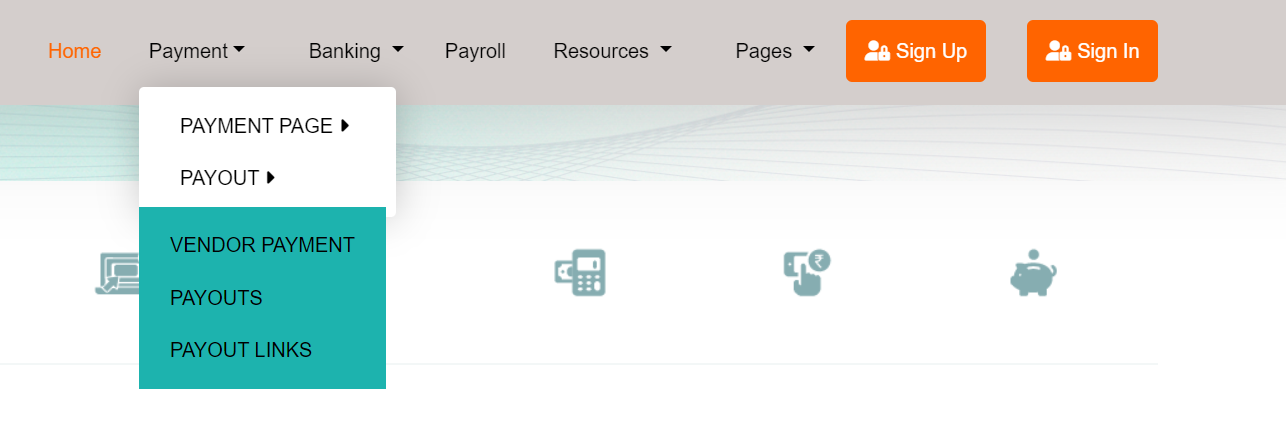 Home Payment Banking Payroll Resources Pages Sign Up Sign In
PAYMENT PAGE
PAYOUT
VENDOR PAYMENT
PAYOUTS
PAYOUT LINKS
₹